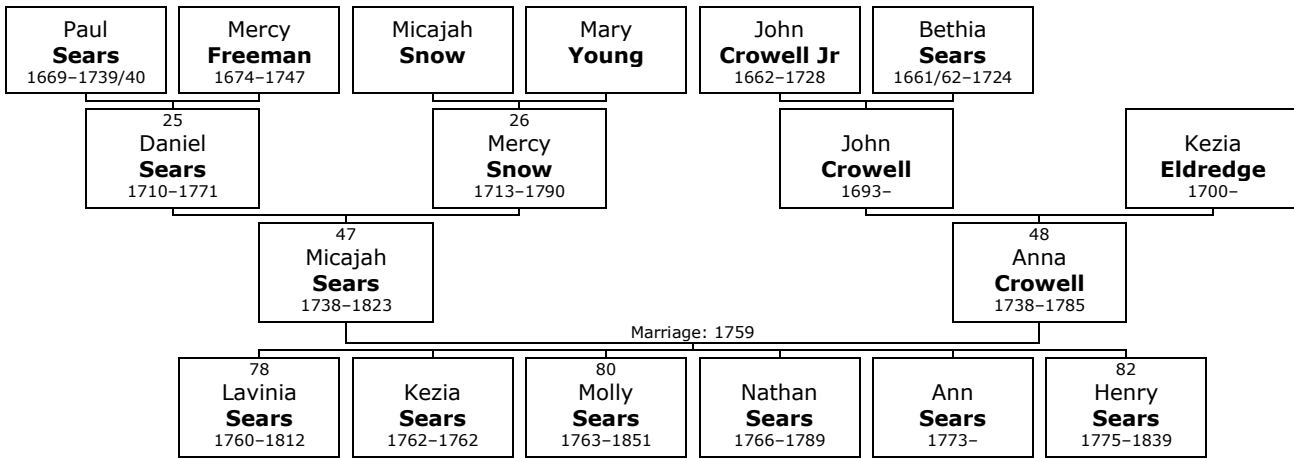 Paul
Sears
1669–1739/40
Mercy
Freeman
1674–1747
Micajah
Snow
Mary
Young
John
Crowell Jr
1662–1728
Bethia
Sears
1661/62–1724
25
Daniel
Sears
1710–1771
26
Mercy
Snow
1713–1790
John
Crowell
1693–
Kezia
Eldredge
1700–
47
Micajah
Sears
1738–1823
48
Anna
Crowell
1738–1785
Marriage: 1759
78
Lavinia
Sears
1760–1812
Kezia
Sears
1762–1762
80
Molly
Sears
1763–1851
Nathan
Sears
1766–1789
Ann
Sears
1773–
82
Henry
Sears
1775–1839